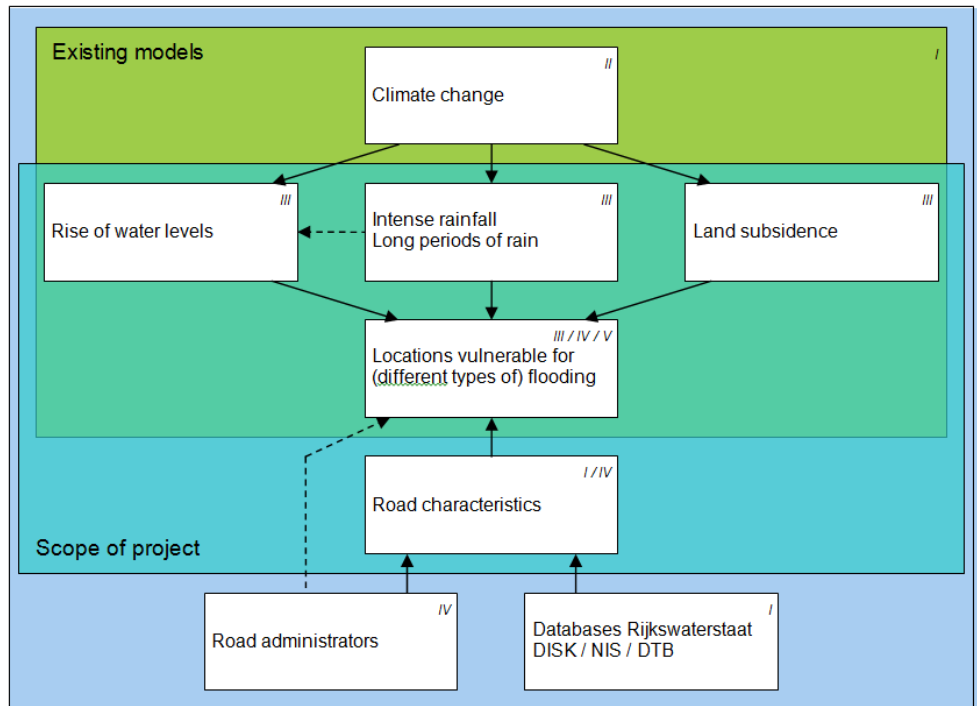 Existing models
I
II
Climate change
III
Rise of water levels
III
Intense rainfall
Long periods of rain
III
Land subsidence
III / IV / V
Locations vulnerable for
(different types of) flooding
I / IV
Road characteristics
Scope of project
IV
Road administrators
I
Databases Rijkswaterstaat
DISK / NIS / DTB